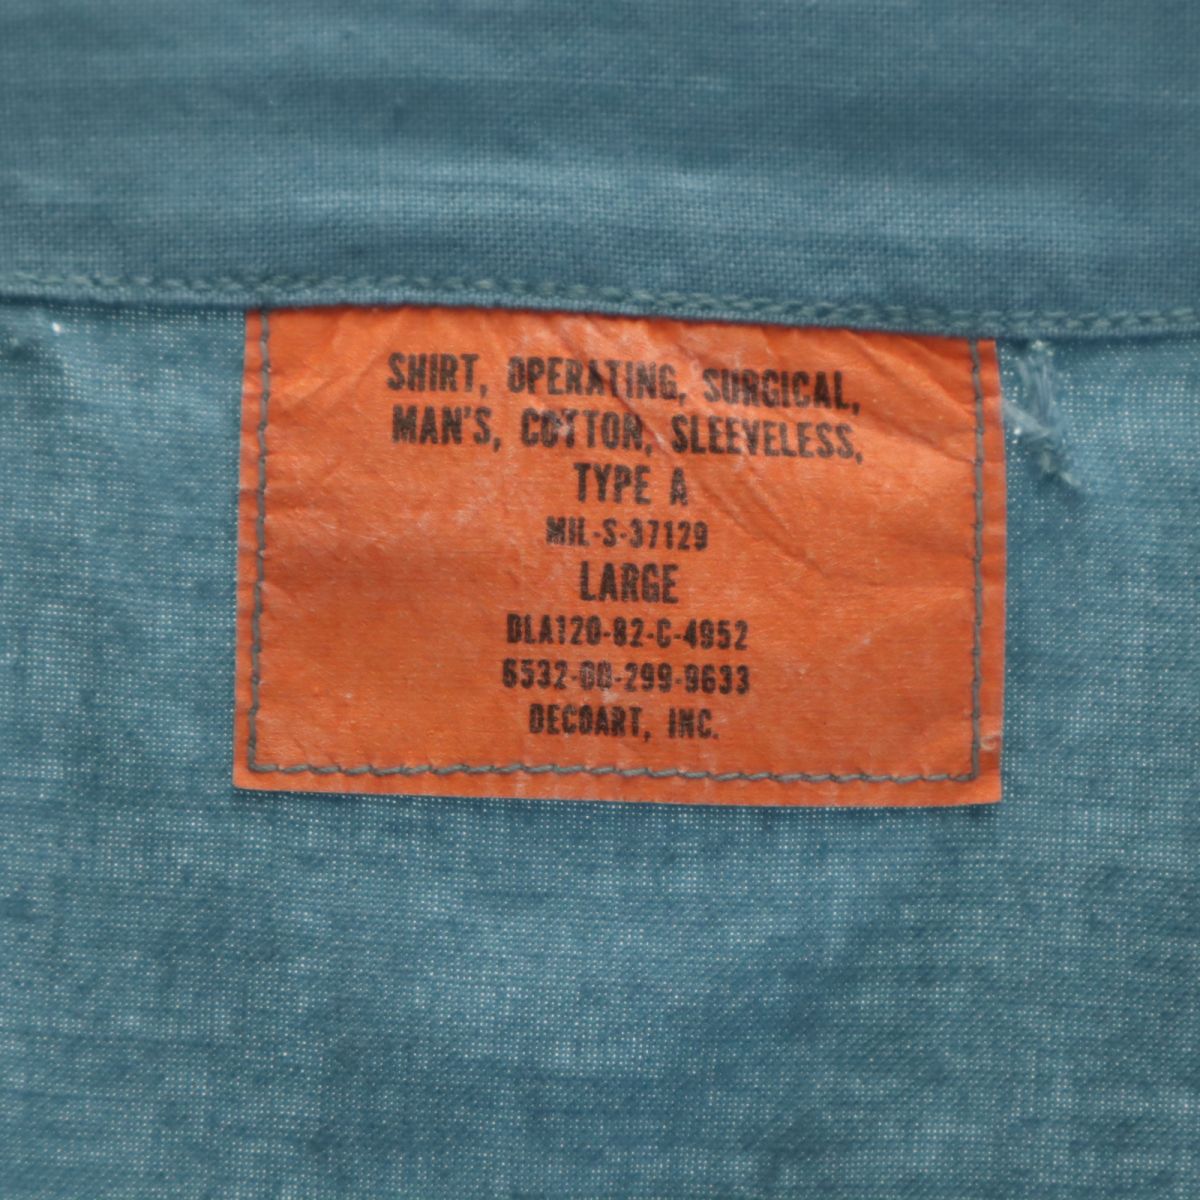 SHIRT, OPERATING, SURGICAL,
MAN'S, COTTON, SLEEVELESS,
TYPE A
MIL-S-37129
LARGE
DLA120-82-C-4952
6532-00-299-9633
DECOART, INC.